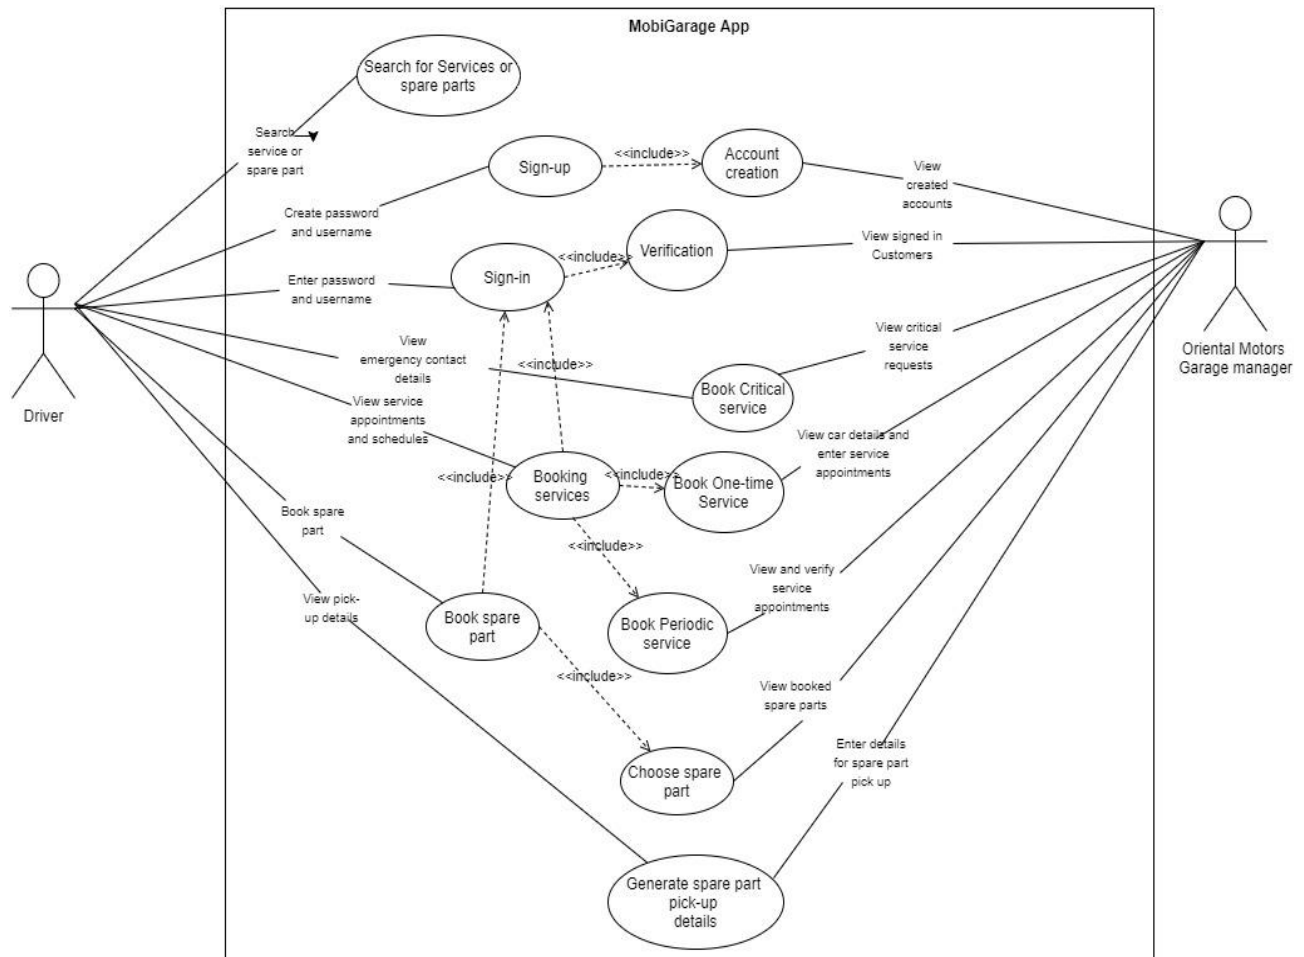 MobiGarage App
Search for Services or
spare parts
Search
service or
spare part
Sign-up
<<include>>
Account
creation
View
created
accounts
Create password
and username
Sign-in
<<include>>
Verification
View signed in
Customers
Enter password
and username
Driver
Oriental Motors
Garage manager
View
emergency contact
details
<<include>>
Book Critical
service
View critical
service
requests
View service
appointments
and schedules
<<include>>
Booking
services
<<include>>
Book One-time
Service
View car details and
enter service
appointments
Book spare
part
<<include>>
View and verify
service
appointments
View pick-
up details
Book spare
part
Book Periodic
service
<<include>>
View booked
spare parts
Choose spare
part
Enter details
for spare part
pick up
Generate spare part
pick-up
details